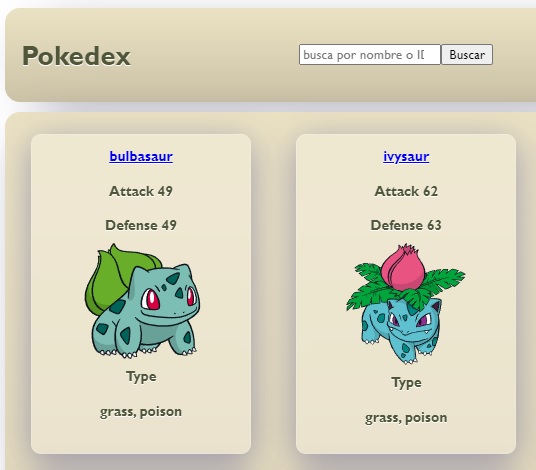 Pokedex
busca por nombre o ID
Buscar
bulbasaur
Attack 49
Defense 49
Type
grass, poison
ivysaur
Attack 62
Defense 63
Type
grass, poison